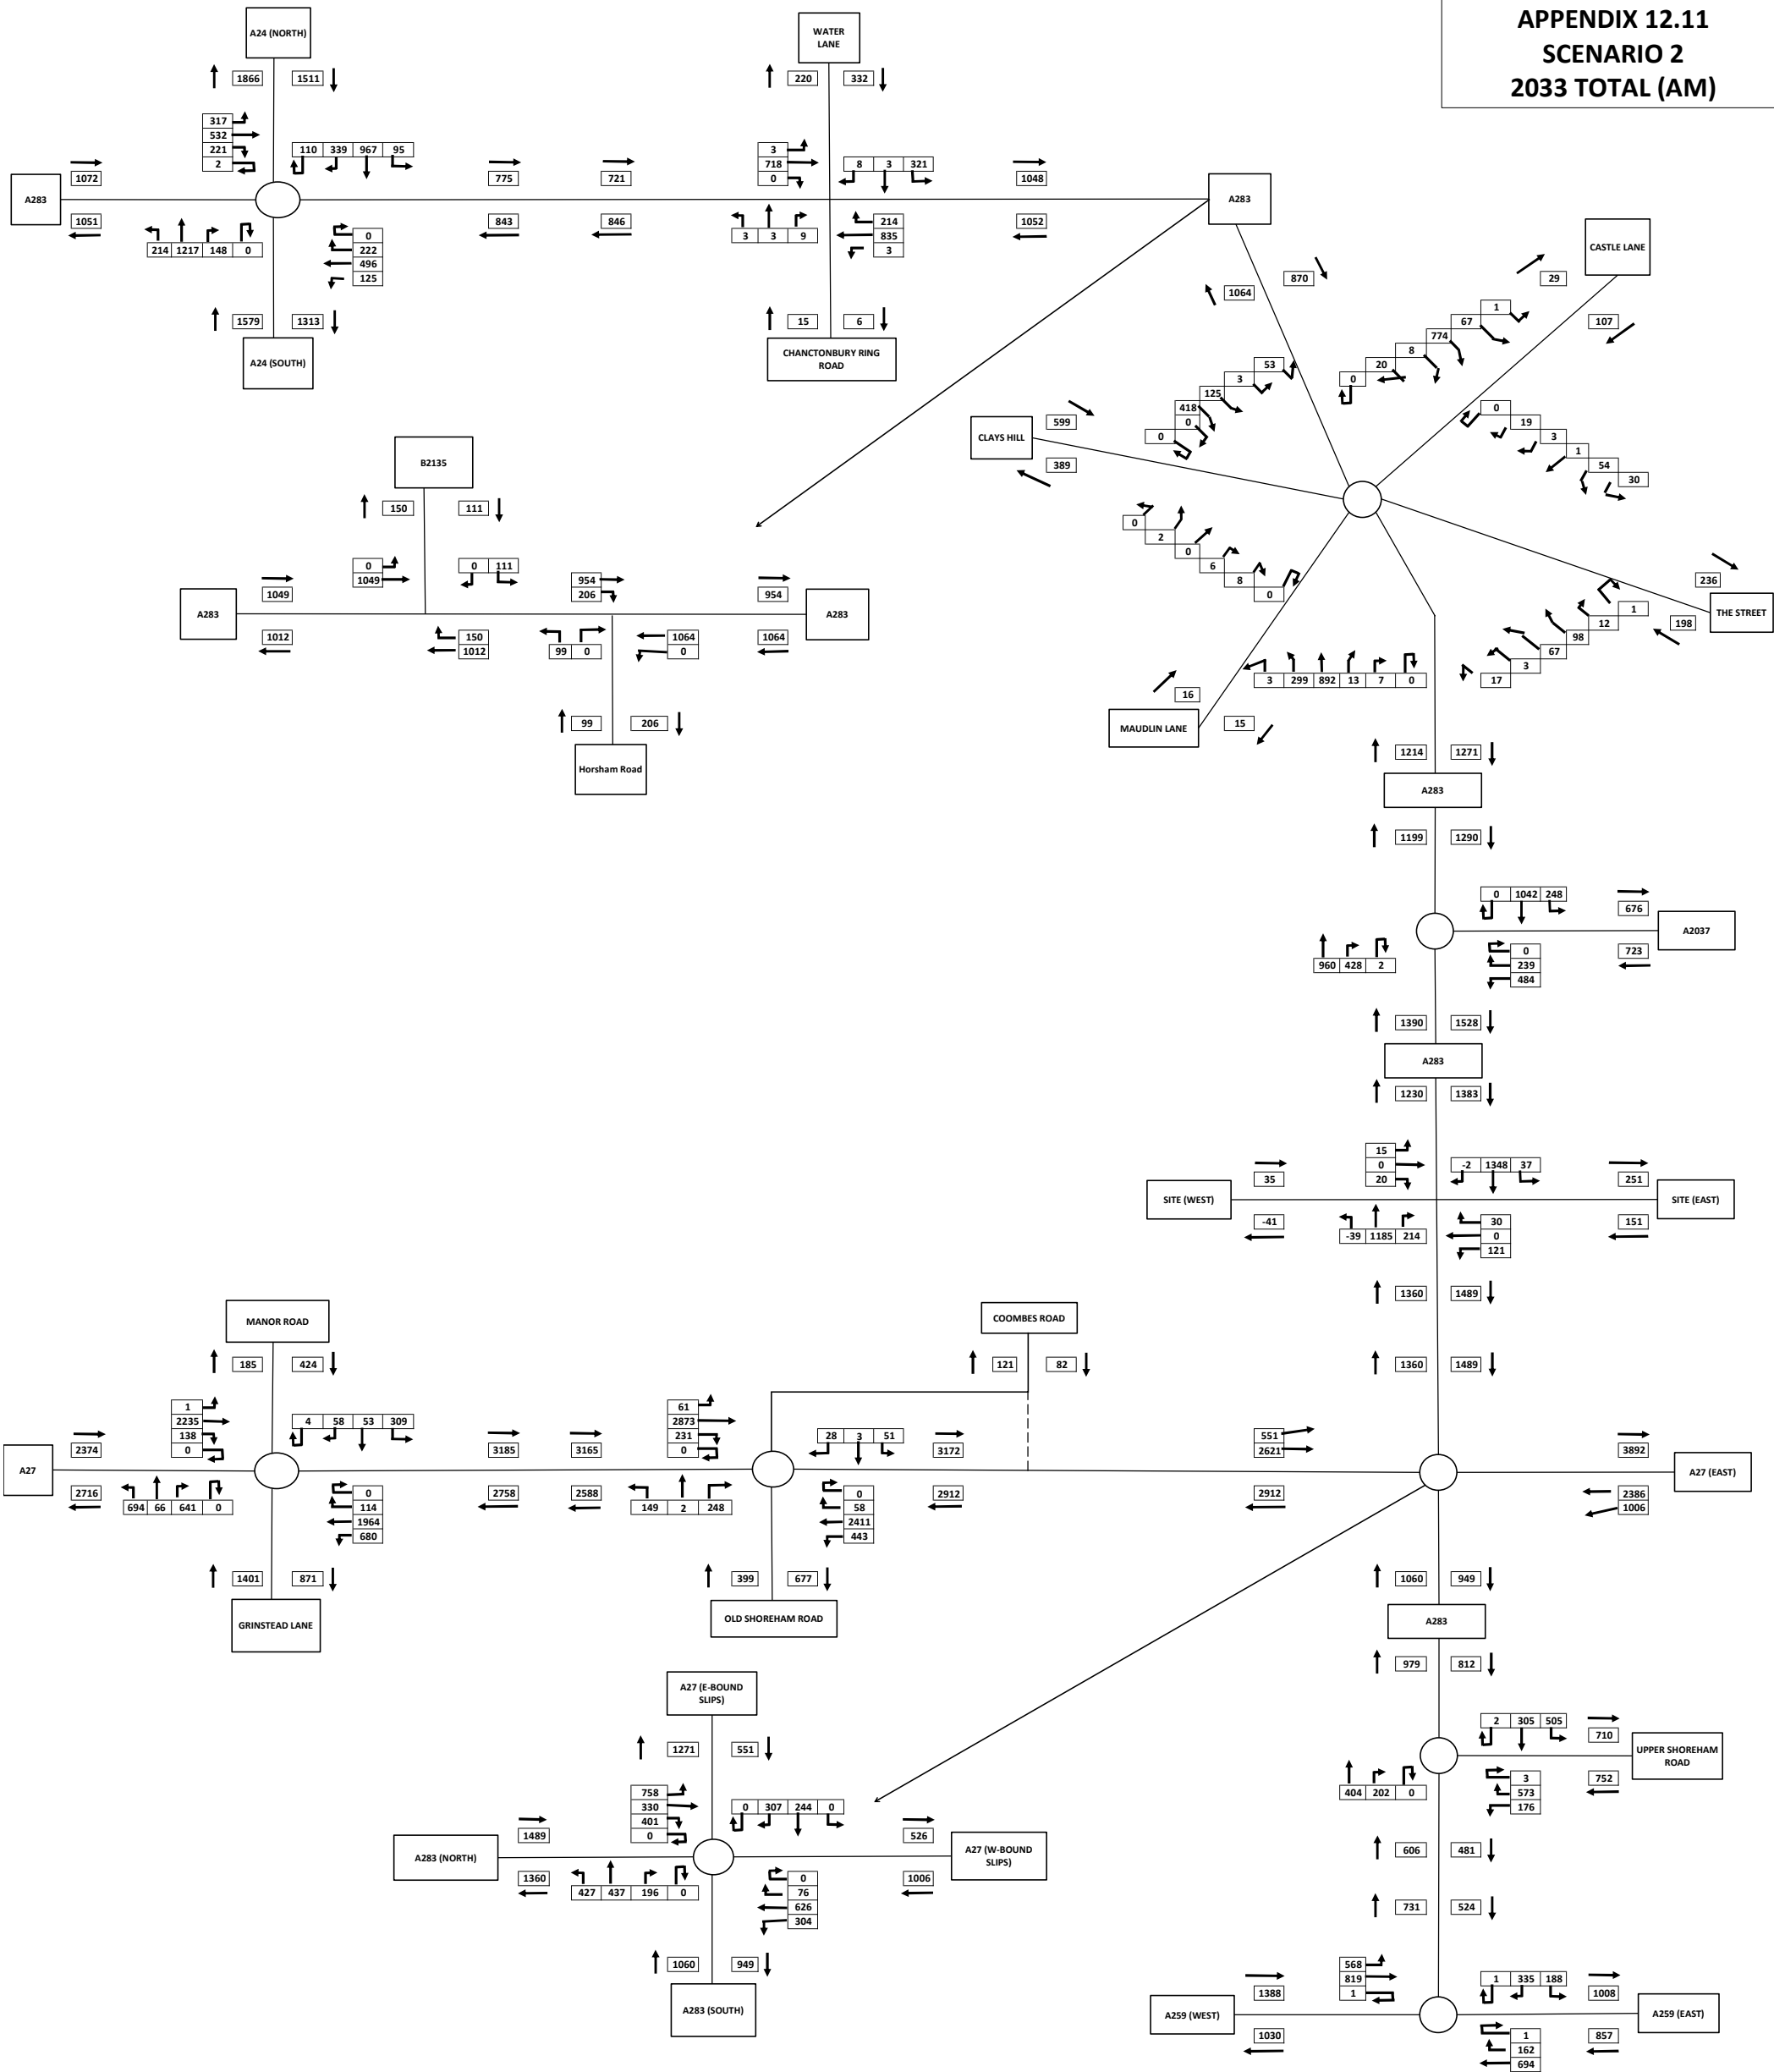 APPENDIX 12.11
SCENARIO 2
2033 TOTAL (AM)
A24 (NORTH)
1866 1511
317
532
221
2
110 339 967 95
A283
1072
1051
775
843
214 1217 148 0
0
222
496
125
1579 1313
A24 (SOUTH)
WATER
LANE
220 332
721
846
3
718
0
8 3 321
3 3 9
214
835
3
1048
1052
15 6
CHANCTONBURY RING
ROAD
A283
1064
870
CASTLE LANE
29
107
0
20
8
774
67
1
53
3
125
418
0
0
CLAYS HILL
599
389
0
19
3
1
54
30
0
2
0
6
8
0
236
THE STREET
198
1
12
98
67
3
17
3 299 892 13 7 0
16
MAUDLIN LANE
15
B2135
150 111
0
1049
0 111
954
206
A283
1049
1012
954
1064
A283
150
1012
99 0
1064
0
99 206
Horsham Road
1214 1271
A283
1199 1290
0 1042 248
676
A2037
723
960 428 2
0
239
484
1390 1528
A283
1230 1383
15
0
20
-2 1348 37
SITE (WEST)
35
-41
251
151
SITE (EAST)
-39 1185 214
30
0
121
1360 1489
1360 1489
MANOR ROAD
185 424
1
2235
138
0
4 58 53 309
A27
2374
2716
3185
2758
694 66 641 0
0
114
1964
680
1401 871
GRINSTEAD LANE
COOMBES ROAD
121 82
3165
2588
61
2873
231
0
28 3 51
3172
2912
149 2 248
0
58
2411
443
399 677
OLD SHOREHAM ROAD
551
2621
2912
3892
A27 (EAST)
2386
1006
1060 949
A283
979 812
2 305 505
710
UPPER SHOREHAM
ROAD
752
404 202 0
3
573
176
606 481
731 524
568
819
1
1 335 188
A259 (WEST)
1388
1030
1008
857
A259 (EAST)
1
162
694
A27 (E-BOUND
SLIPS)
1271 551
758
330
401
0
0 307 244 0
A283 (NORTH)
1489
1360
526
1006
A27 (W-BOUND
SLIPS)
427 437 196 0
0
76
626
304
1060 949
A283 (SOUTH)